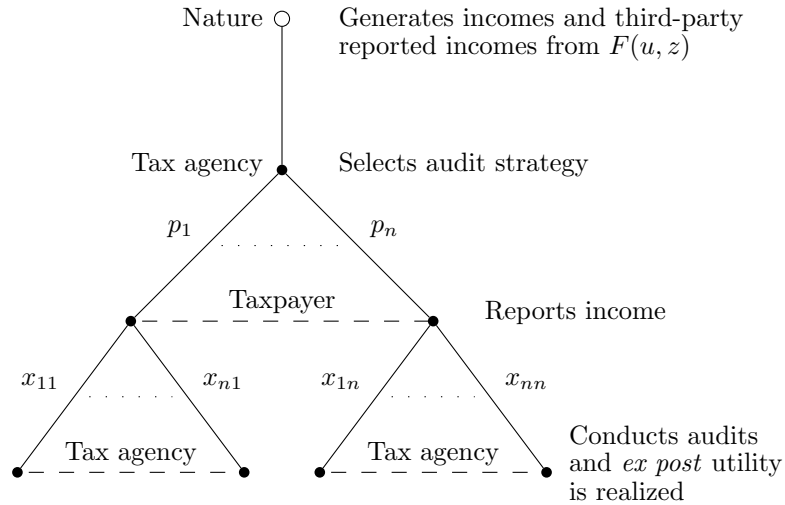 Nature
Generates incomes and third-party
reported incomes from F(u, z)
Tax agency
Selects audit strategy
p₁
pₙ
Taxpayer
Reports income
x₁₁
xₙ₁
x₁ₙ
xₙₙ
Tax agency
Tax agency
Conducts audits
and ex post utility
is realized